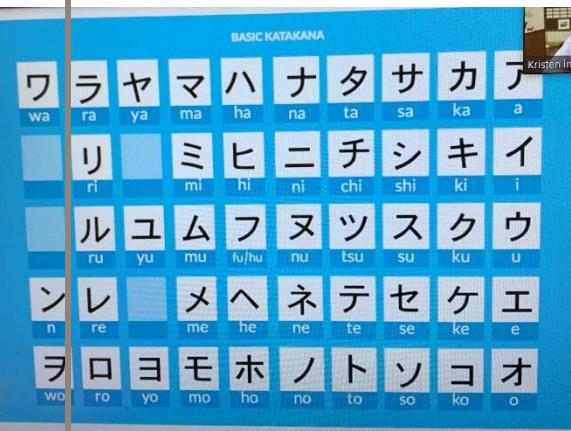 BASIC KATAKANA
Kristen in
ワ ラ ヤ マ ハ ナ タ サ カ ア
wa ra ya ma ha na ta sa ka a
リ ミ ヒ ニ チ シ キ イ
ri mi hi ni chi shi ki i
ル ユ ム フ ヌ ツ ス ク ウ
ru yu mu fu/hu nu tsu su ku u
ン レ メ ヘ ネ テ セ ケ エ
n re me he ne te se ke e
ヲ ロ ヨ モ ホ ノ ト ソ コ オ
wo ro yo mo ho no to so ko o